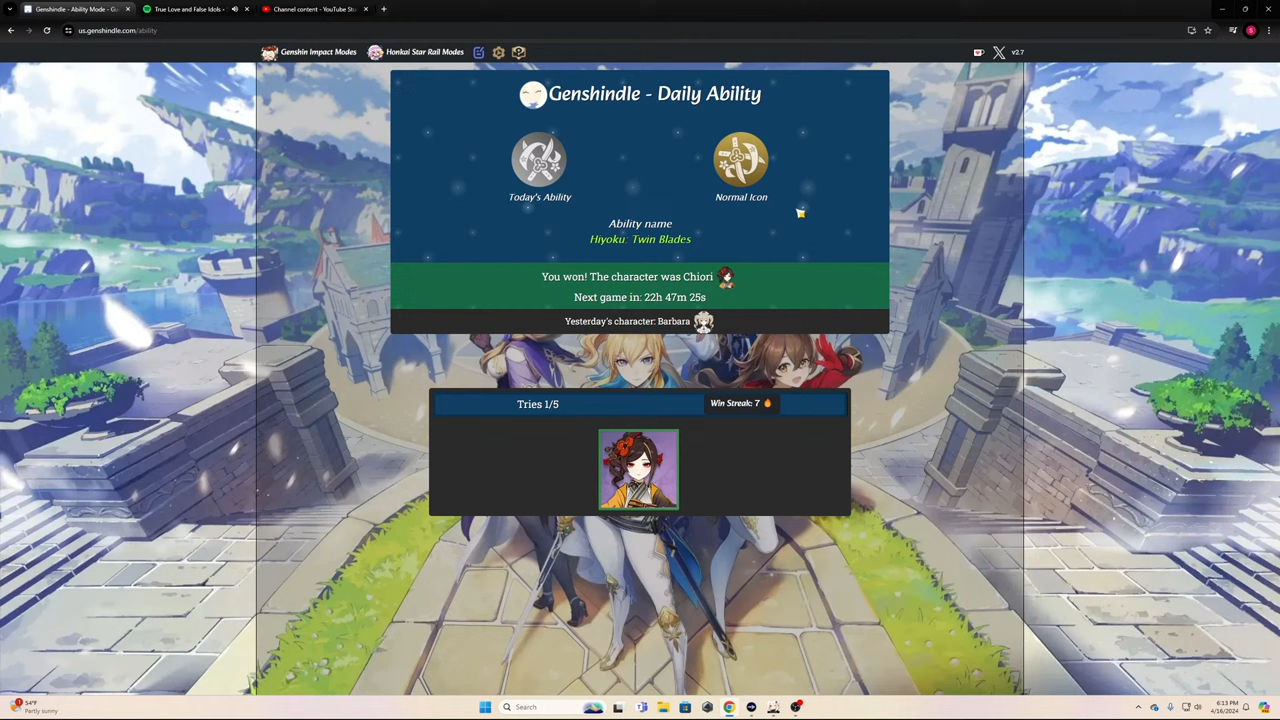 Genshindle - Ability Mode - G
True Love and False Idols -
Channel content - YouTube Stu
us.genshindle.com/ability
Genshin Impact Modes
Honkai Star Rail Modes
v2.7
Genshindle - Daily Ability
Today's Ability
Normal Icon
Ability name
Hiyoku: Twin Blades
You won! The character was Chiori
Next game in: 22h 47m 25s
Yesterday's character: Barbara
Tries 1/5
Win Streak: 7
54°F
Partly sunny
Search
6:13 PM
4/16/2024